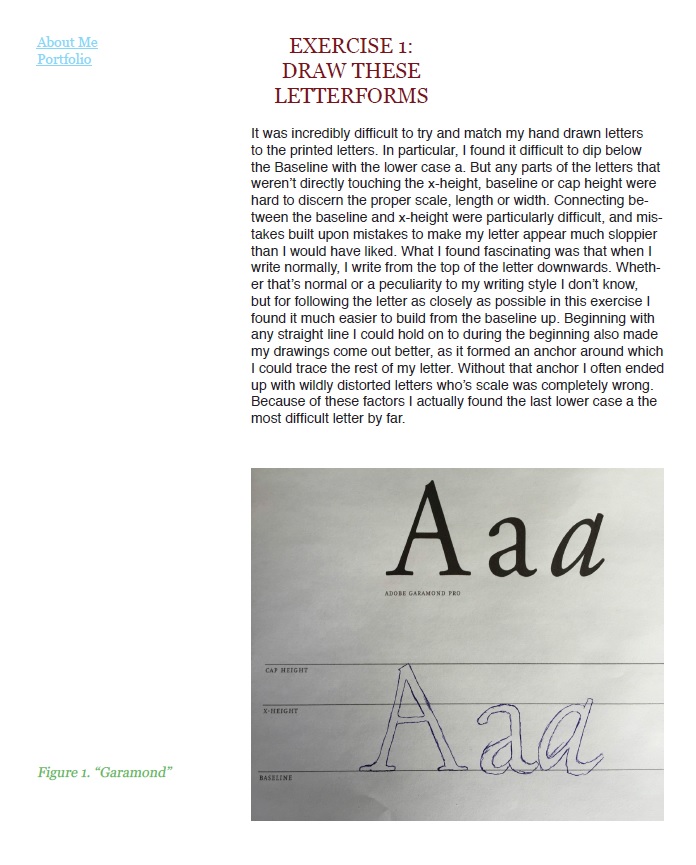 About Me
Portfolio
EXERCISE 1:
DRAW THESE
LETTERFORMS
It was incredibly difficult to try and match my hand drawn letters
to the printed letters. In particular, I found it difficult to dip below
the Baseline with the lower case a. But any parts of the letters that
weren’t directly touching the x-height, baseline or cap height were
hard to discern the proper scale, length or width. Connecting be-
tween the baseline and x-height were particularly difficult, and mis-
takes built upon mistakes to make my letter appear much sloppier
than I would have liked. What I found fascinating was that when I
write normally, I write from the top of the letter downwards. Wheth-
er that’s normal or a peculiarity to my writing style I don’t know,
but for following the letter as closely as possible in this exercise I
found it much easier to build from the baseline up. Beginning with
any straight line I could hold on to during the beginning also made
my drawings come out better, as it formed an anchor around which
I could trace the rest of my letter. Without that anchor I often ended
up with wildly distorted letters who’s scale was completely wrong.
Because of these factors I actually found the last lower case a the
most difficult letter by far.
A a a
ADOBE GARAMOND PRO
CAP HEIGHT
X-HEIGHT
A a a
BASELINE
Figure 1. “Garamond”